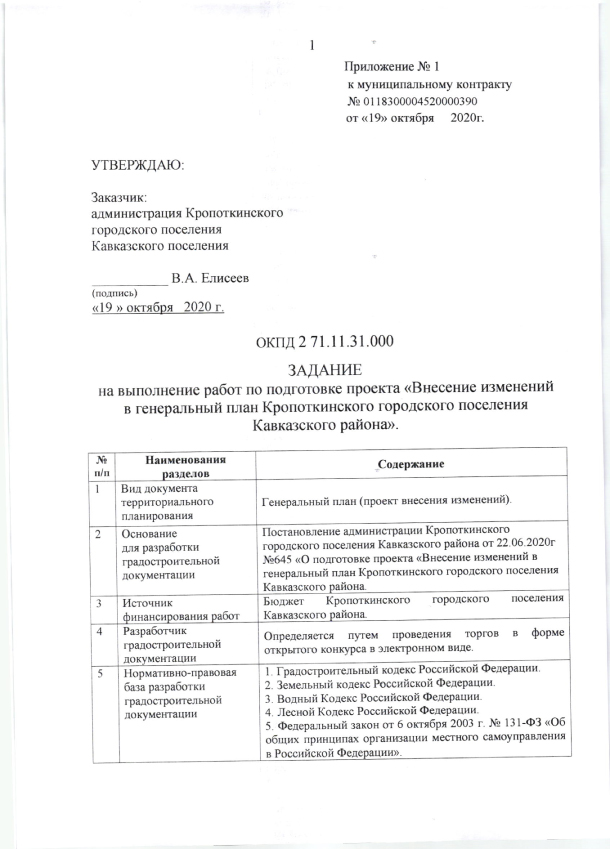 1
Приложение № 1
к муниципальному контракту
№ 0118300004520000390
от «19» октября 2020г.
УТВЕРЖДАЮ:
Заказчик:
администрация Кропоткинского
городского поселения
Кавказского поселения
____________ В.А. Елисеев
(подпись)
«19 » октября 2020 г.
ОКПД 2 71.11.31.000
ЗАДАНИЕ
на выполнение работ по подготовке проекта «Внесение изменений
в генеральный план Кропоткинского городского поселения
Кавказского района».
№ п/п
Наименования разделов
Содержание
1
Вид документа
территориального
планирования
Генеральный план (проект внесения изменений).
2
Основание
для разработки
градостроительной
документации
Постановление администрации Кропоткинского
городского поселения Кавказского района от 22.06.2020г
№645 «О подготовке проекта «Внесение изменений в
генеральный план Кропоткинского городского поселения
Кавказского района.
3
Источник
финансирования работ
Бюджет Кропоткинского городского поселения
Кавказского района.
4
Разработчик
градостроительной
документации
Определяется путем проведения торгов в форме
открытого конкурса в электронном виде.
5
Нормативно-правовая
база разработки
градостроительной
документации
1. Градостроительный кодекс Российской Федерации.
2. Земельный кодекс Российской Федерации.
3. Водный Кодекс Российской Федерации.
4. Лесной Кодекс Российской Федерации.
5. Федеральный закон от 6 октября 2003 г. № 131-ФЗ «Об
общих принципах организации местного самоуправления
в Российской Федерации».